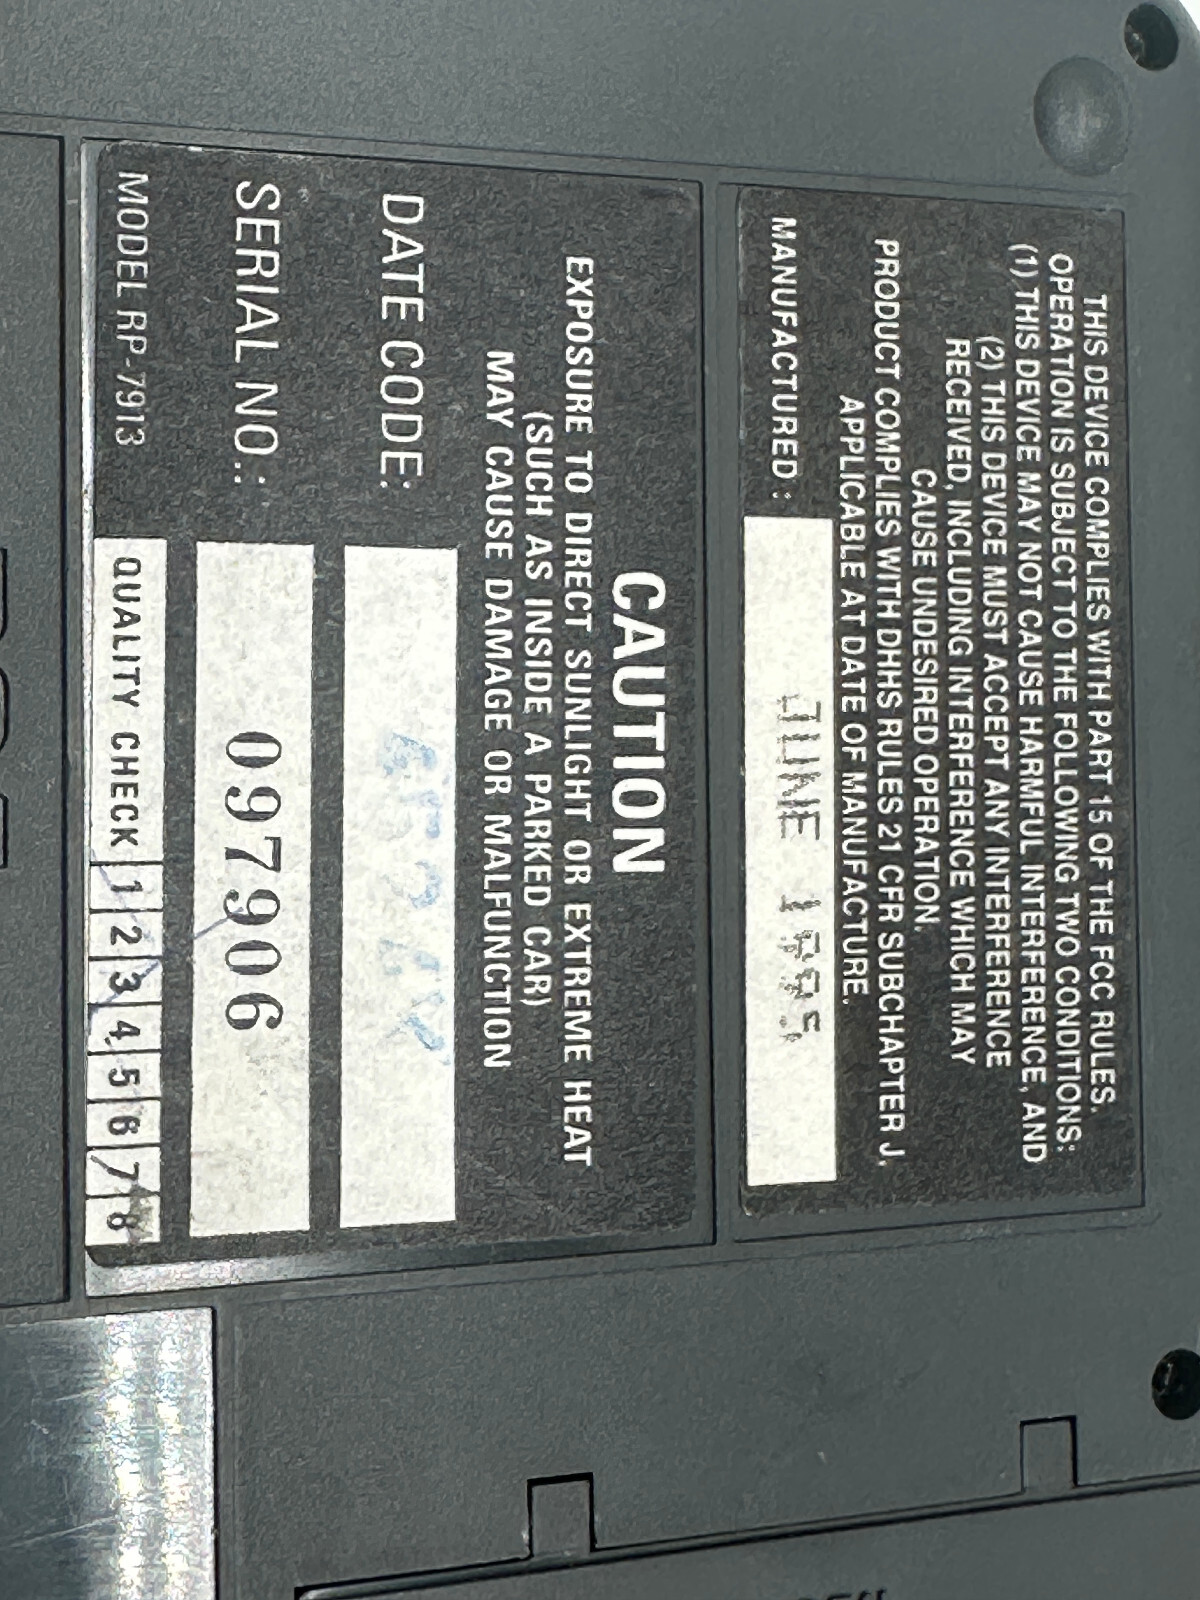 THIS DEVICE COMPLIES WITH PART 15 OF THE FCC RULES.
OPERATION IS SUBJECT TO THE FOLLOWING TWO CONDITIONS:
(1) THIS DEVICE MAY NOT CAUSE HARMFUL INTERFERENCE, AND
(2) THIS DEVICE MUST ACCEPT ANY INTERFERENCE
RECEIVED, INCLUDING INTERFERENCE WHICH MAY
CAUSE UNDESIRED OPERATION.
PRODUCT COMPLIES WITH DHHS RULES 21 CFR SUBCHAPTER J.
APPLICABLE AT DATE OF MANUFACTURE.
MANUFACTURED : JUNE 1995
CAUTION
EXPOSURE TO DIRECT SUNLIGHT OR EXTREME HEAT
(SUCH AS INSIDE A PARKED CAR)
MAY CAUSE DAMAGE OR MALFUNCTION
DATE CODE:
SERIAL NO.: 097906
MODEL RP-7913 QUALITY CHECK 1 2 3 4 5 6 7 8